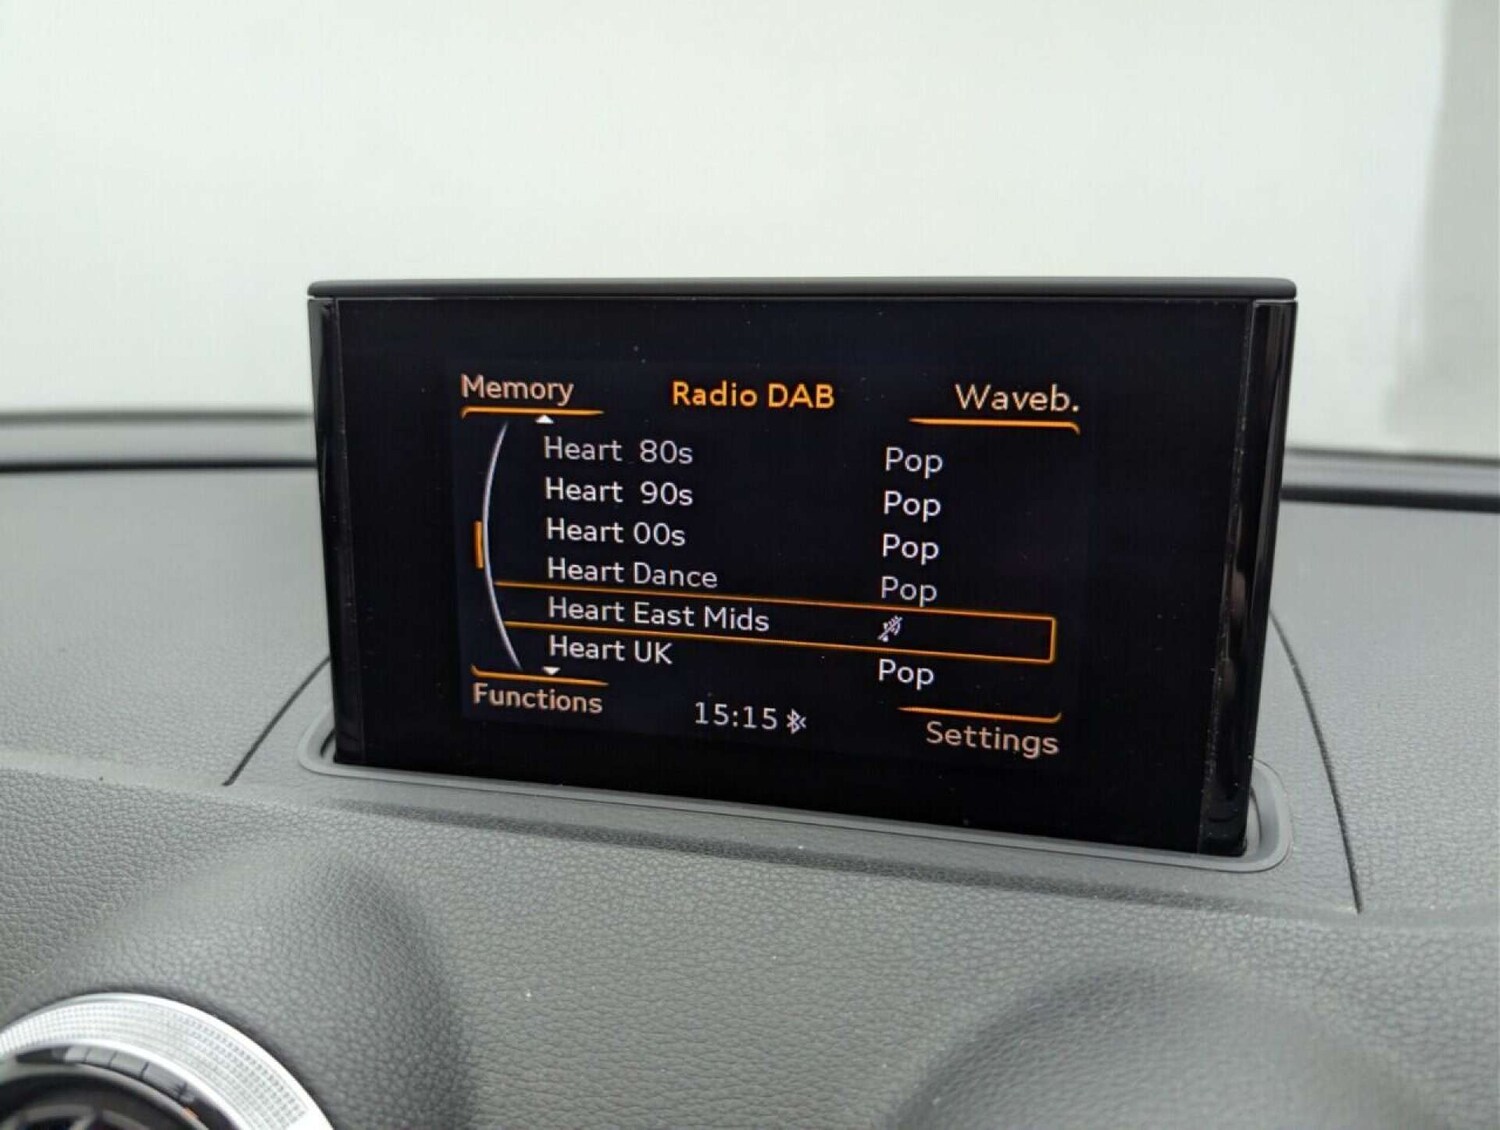 Memory Radio DAB Waveb.
Heart 80s Pop
Heart 90s Pop
Heart 00s Pop
Heart Dance Pop
Heart East Mids
Heart UK Pop
Functions 15:15 Settings